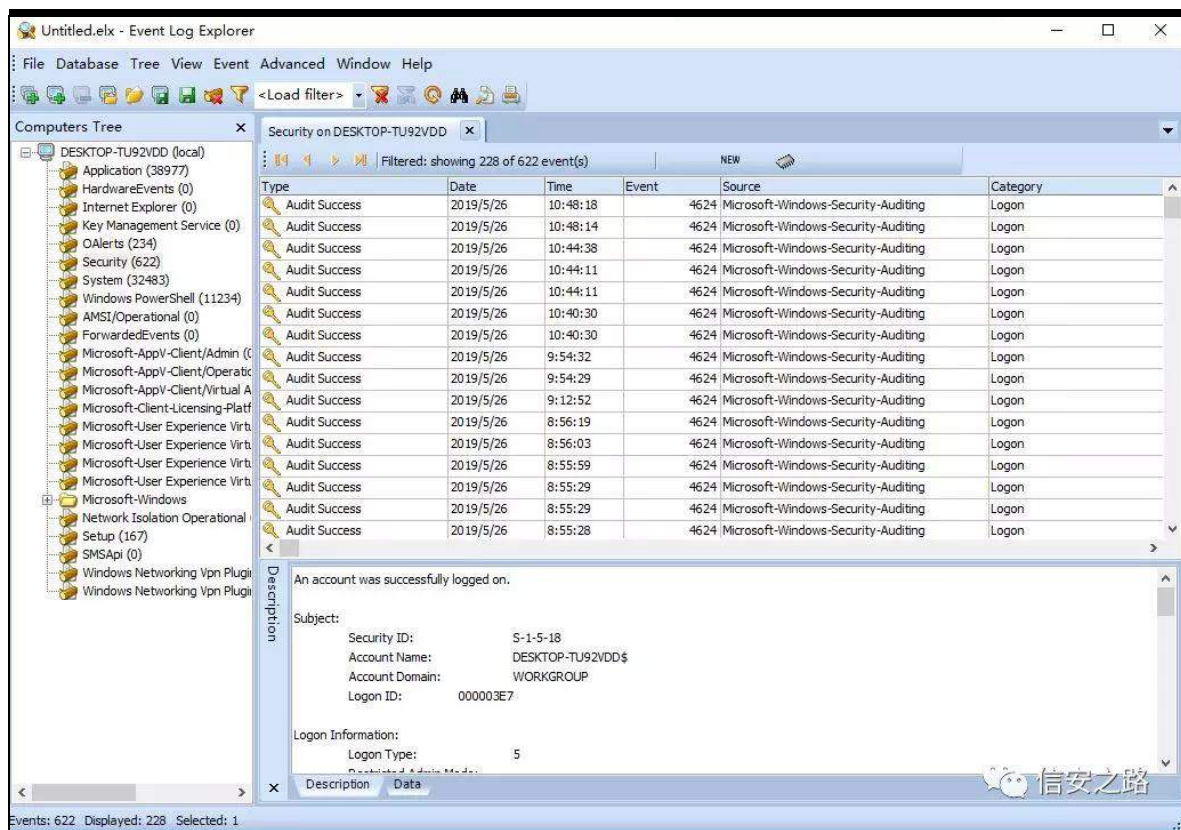 Untitled.elx - Event Log Explorer
File Database Tree View Event Advanced Window Help
<Load filter>
Computers Tree
DESKTOP-TU92VDD (local)
Application (38977)
HardwareEvents (0)
Internet Explorer (0)
Key Management Service (0)
OAlerts (234)
Security (622)
System (32483)
Windows PowerShell (11234)
AMSI/Operational (0)
ForwardedEvents (0)
Microsoft-AppV-Client/Admin (0
Microsoft-AppV-Client/Operatio
Microsoft-AppV-Client/Virtual A
Microsoft-Client-Licensing-Platf
Microsoft-User Experience Virtu
Microsoft-User Experience Virtu
Microsoft-User Experience Virtu
Microsoft-User Experience Virtu
Microsoft-Windows
Network Isolation Operational
Setup (167)
SMSApi (0)
Windows Networking Vpn Plugi
Windows Networking Vpn Plugi
Security on DESKTOP-TU92VDD
Filtered: showing 228 of 622 event(s) NEW
Type Date Time Event Source Category
Audit Success 2019/5/26 10:48:18 4624 Microsoft-Windows-Security-Auditing Logon
Audit Success 2019/5/26 10:48:14 4624 Microsoft-Windows-Security-Auditing Logon
Audit Success 2019/5/26 10:44:38 4624 Microsoft-Windows-Security-Auditing Logon
Audit Success 2019/5/26 10:44:11 4624 Microsoft-Windows-Security-Auditing Logon
Audit Success 2019/5/26 10:44:11 4624 Microsoft-Windows-Security-Auditing Logon
Audit Success 2019/5/26 10:40:30 4624 Microsoft-Windows-Security-Auditing Logon
Audit Success 2019/5/26 10:40:30 4624 Microsoft-Windows-Security-Auditing Logon
Audit Success 2019/5/26 9:54:32 4624 Microsoft-Windows-Security-Auditing Logon
Audit Success 2019/5/26 9:54:29 4624 Microsoft-Windows-Security-Auditing Logon
Audit Success 2019/5/26 9:12:52 4624 Microsoft-Windows-Security-Auditing Logon
Audit Success 2019/5/26 8:56:19 4624 Microsoft-Windows-Security-Auditing Logon
Audit Success 2019/5/26 8:56:03 4624 Microsoft-Windows-Security-Auditing Logon
Audit Success 2019/5/26 8:55:59 4624 Microsoft-Windows-Security-Auditing Logon
Audit Success 2019/5/26 8:55:29 4624 Microsoft-Windows-Security-Auditing Logon
Audit Success 2019/5/26 8:55:29 4624 Microsoft-Windows-Security-Auditing Logon
Audit Success 2019/5/26 8:55:28 4624 Microsoft-Windows-Security-Auditing Logon
Description
An account was successfully logged on.
Subject:
Security ID: S-1-5-18
Account Name: DESKTOP-TU92VDD$
Account Domain: WORKGROUP
Logon ID: 000003E7
Logon Information:
Logon Type: 5
Description Data
信安之路
Events: 622 Displayed: 228 Selected: 1